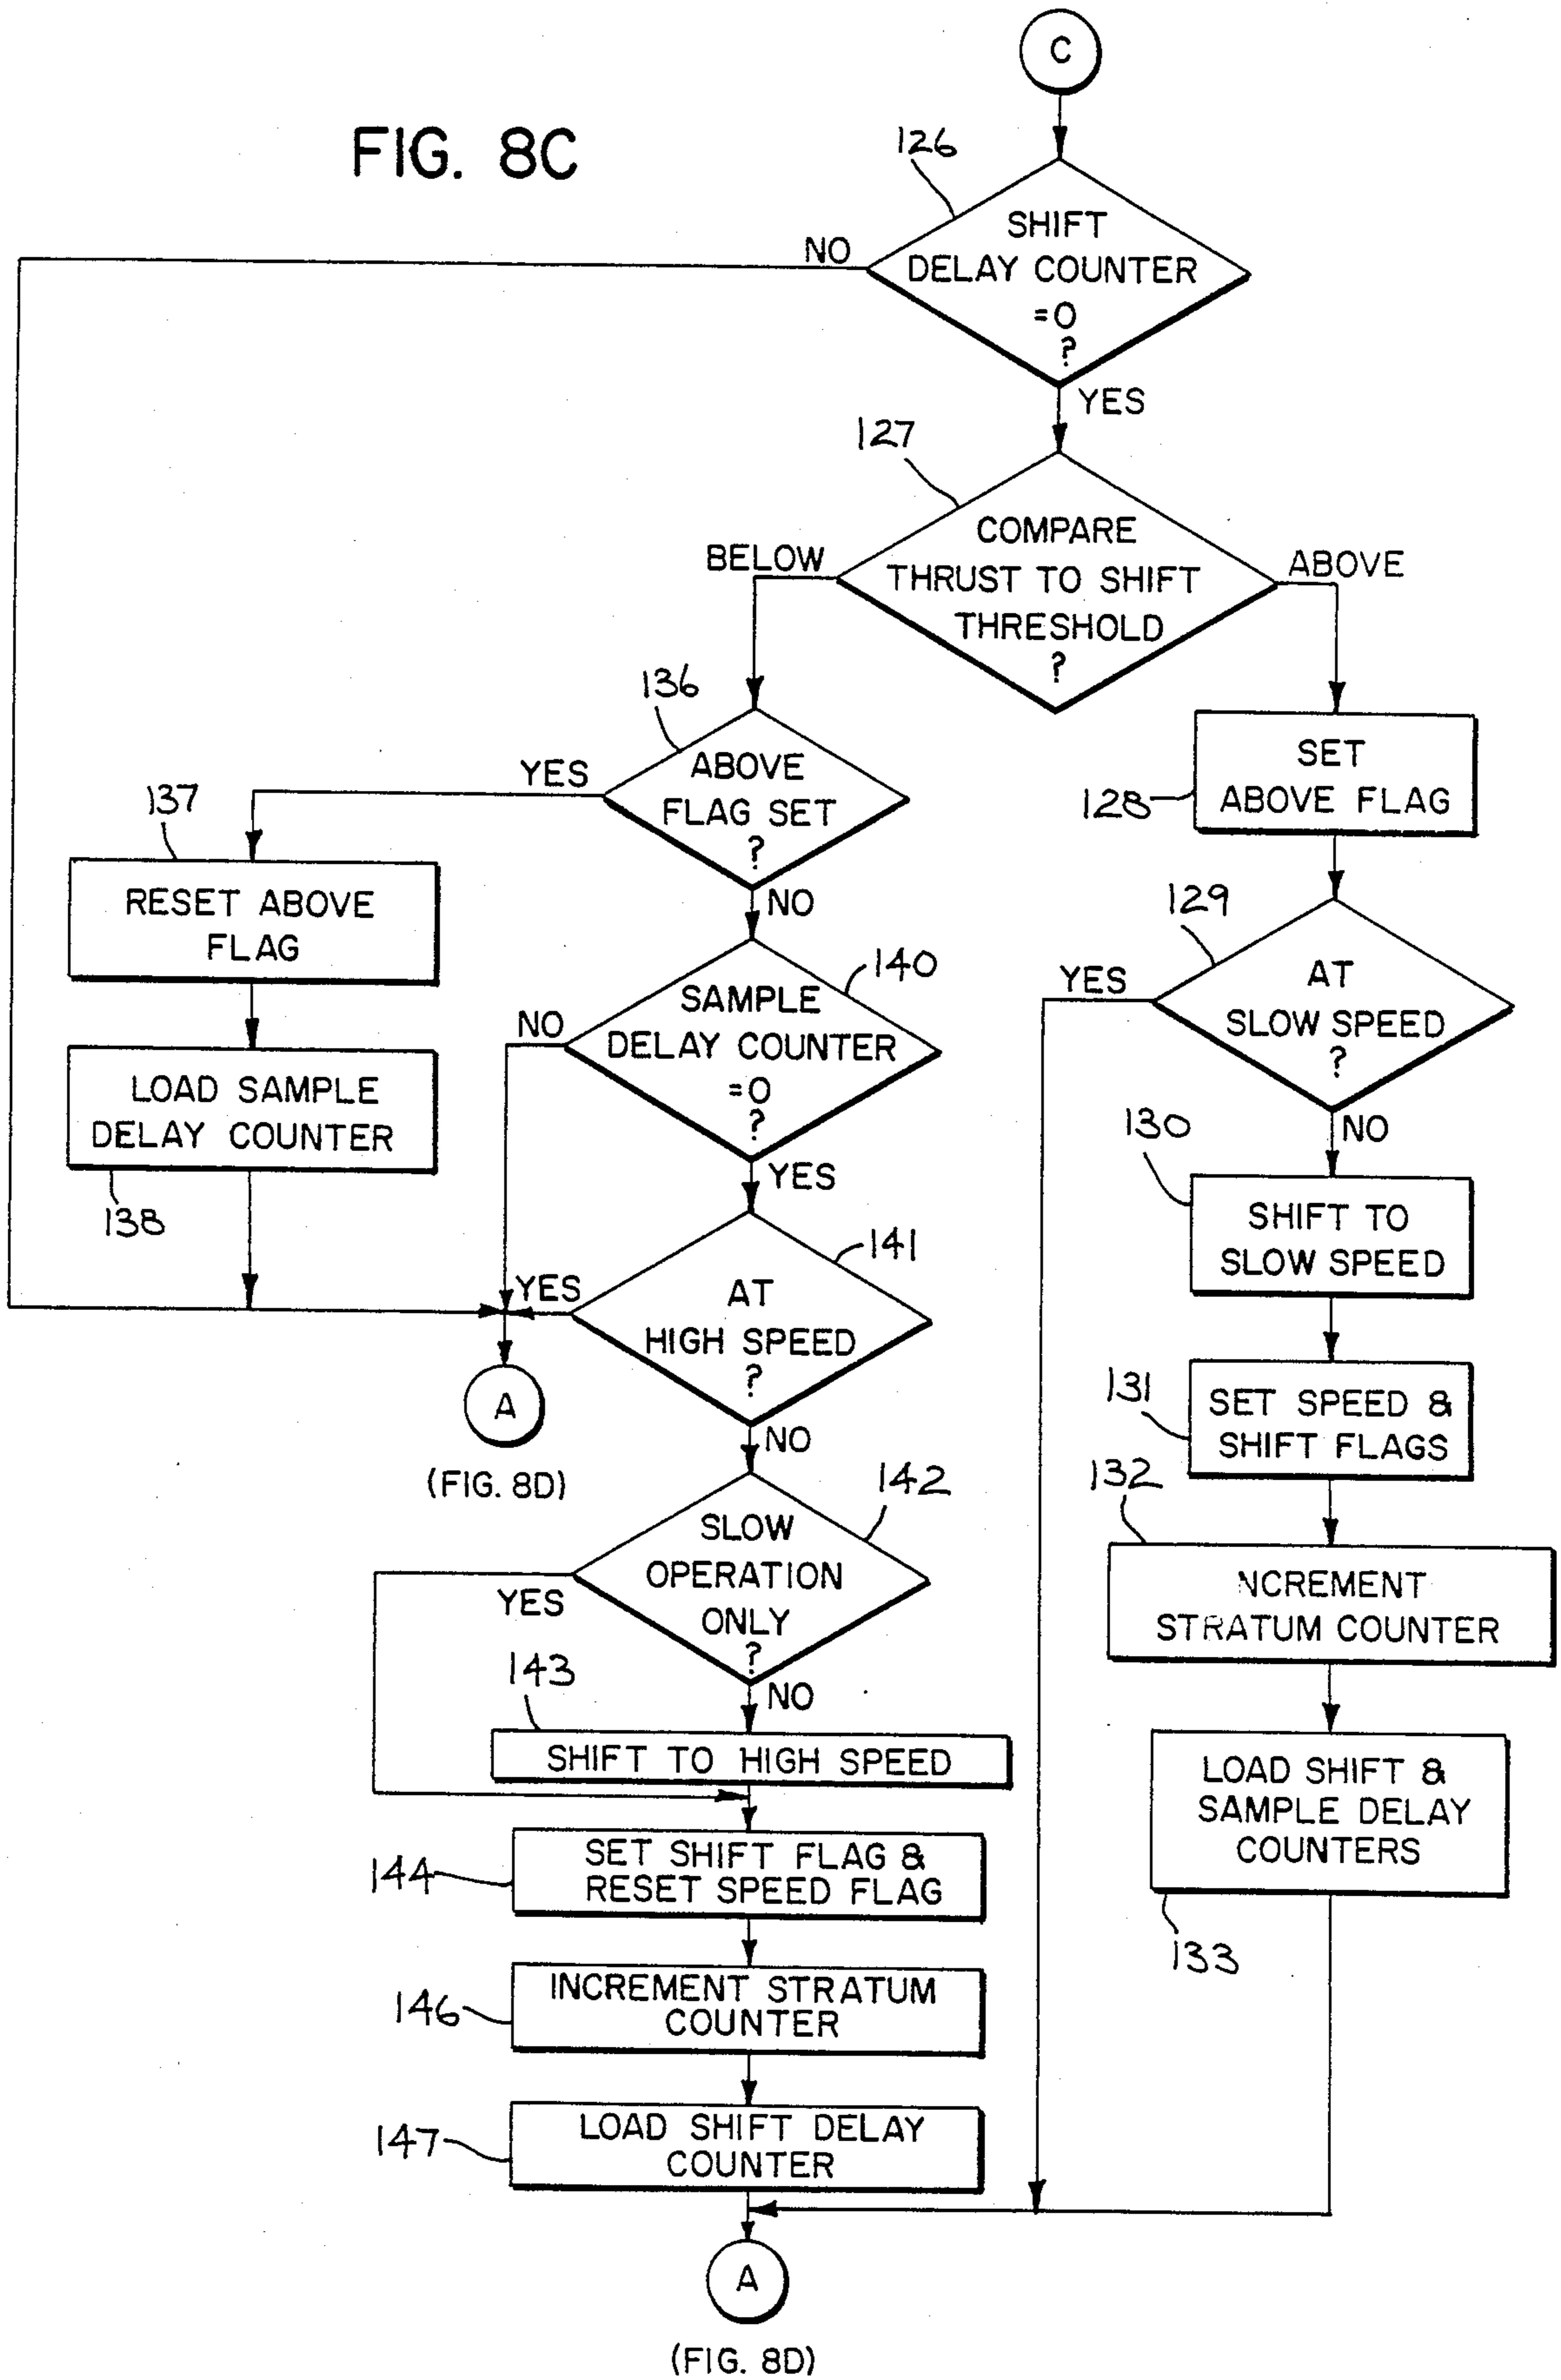 C
FIG. 8C
126
SHIFT
DELAY COUNTER
=0
?
NO
YES
127
COMPARE
THRUST TO SHIFT
THRESHOLD
?
BELOW
ABOVE
136
ABOVE
FLAG SET
?
YES
NO
SET
ABOVE FLAG
128
137
RESET ABOVE
FLAG
129
AT
SLOW SPEED
?
YES
NO
140
SAMPLE
DELAY COUNTER
=0
?
NO
YES
LOAD SAMPLE
DELAY COUNTER
138
130
SHIFT TO
SLOW SPEED
141
AT
HIGH SPEED
?
YES
NO
A
(FIG. 8D)
131
SET SPEED &
SHIFT FLAGS
142
SLOW
OPERATION
ONLY
?
YES
NO
132
NCREMENT
STRATUM COUNTER
143
SHIFT TO HIGH SPEED
LOAD SHIFT &
SAMPLE DELAY
COUNTERS
133
144
SET SHIFT FLAG &
RESET SPEED FLAG
146
INCREMENT STRATUM
COUNTER
147
LOAD SHIFT DELAY
COUNTER
A
(FIG. 8D)